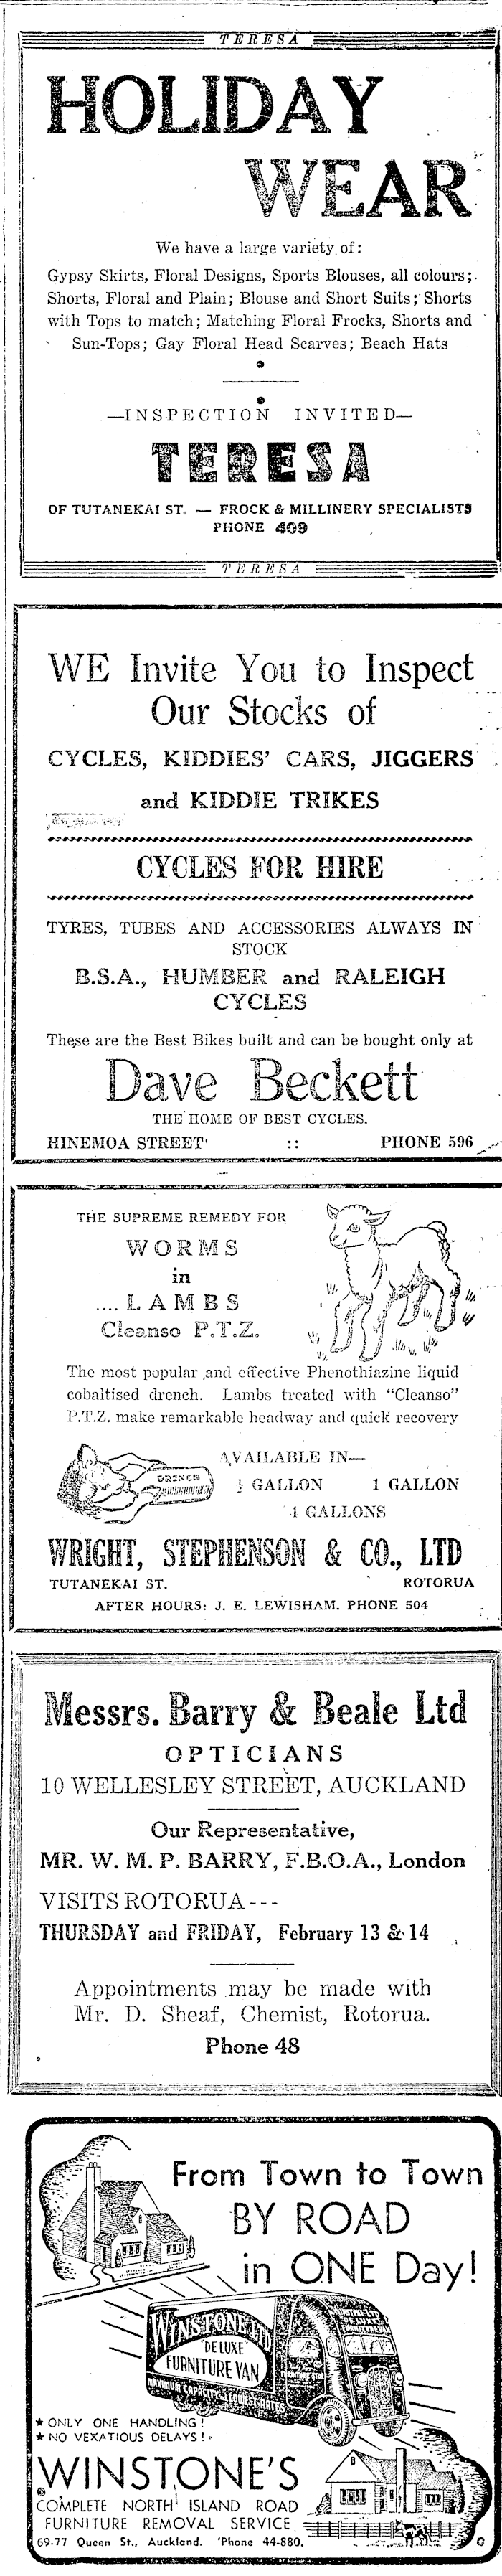 TERESA
HOLIDAY
WEAR
We have a large variety of:
Gypsy Skirts, Floral Designs, Sports Blouses, all colours;
Shorts, Floral and Plain; Blouse and Short Suits; Shorts
with Tops to match; Matching Floral Frocks, Shorts and
Sun-Tops; Gay Floral Head Scarves; Beach Hats
—INSPECTION INVITED—
TERESA
OF TUTANEKAI ST. — FROCK & MILLINERY SPECIALISTS
PHONE 409
TERESA
WE Invite You to Inspect
Our Stocks of
CYCLES, KIDDIES' CARS, JIGGERS
and KIDDIE TRIKES
CYCLES FOR HIRE
TYRES, TUBES AND ACCESSORIES ALWAYS IN
STOCK
B.S.A., HUMBER and RALEIGH
CYCLES
These are the Best Bikes built and can be bought only at
Dave Beckett
THE HOME OF BEST CYCLES.
HINEMOA STREET :: PHONE 596
THE SUPREME REMEDY FOR
WORMS
in
....LAMBS
Cleanso P.T.Z.
The most popular and effective Phenothiazine liquid
cobaltised drench. Lambs treated with "Cleanso"
P.T.Z. make remarkable headway and quick recovery
DRENCH
AVAILABLE IN—
GALLON 1 GALLON
GALLONS
WRIGHT, STEPHENSON & CO., LTD
TUTANEKAI ST. ROTORUA
AFTER HOURS: J. E. LEWISHAM. PHONE 504
Messrs. Barry & Beale Ltd
OPTICIANS
10 WELLESLEY STREET, AUCKLAND
Our Representative,
MR. W. M. P. BARRY, F.B.O.A., London
VISITS ROTORUA---
THURSDAY and FRIDAY, February 13 & 14
Appointments may be made with
Mr. D. Sheaf, Chemist, Rotorua.
Phone 48
From Town to Town
BY ROAD
in ONE Day!
WINSTONE LTD
"DE LUXE"
FURNITURE VAN
★ ONLY ONE HANDLING!
★ NO VEXATIOUS DELAYS!
WINSTONE'S
COMPLETE NORTH ISLAND ROAD
FURNITURE REMOVAL SERVICE
69-77 Queen St., Auckland. 'Phone 44-880.